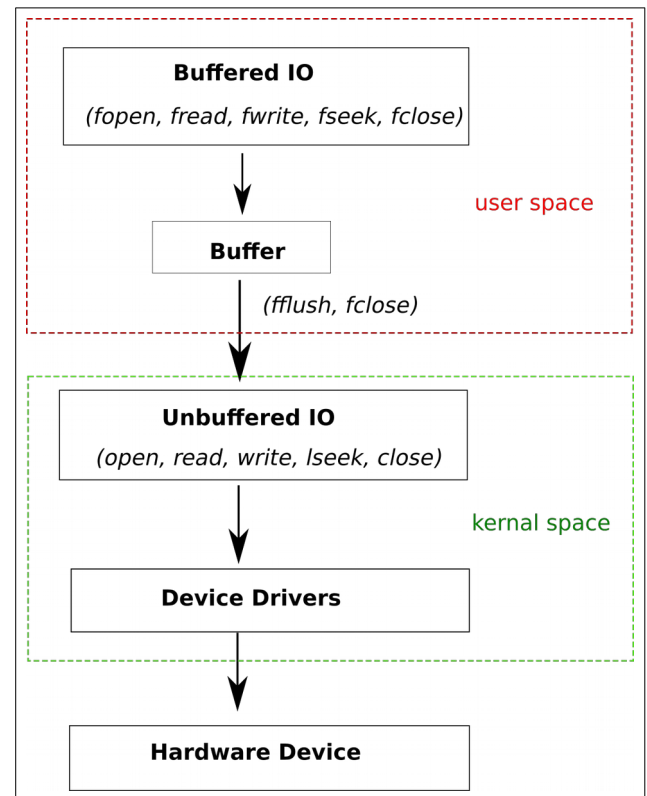 Buffered IO
(fopen, fread, fwrite, fseek, fclose)
user space
Buffer
(fflush, fclose)
Unbuffered IO
(open, read, write, lseek, close)
kernal space
Device Drivers
Hardware Device